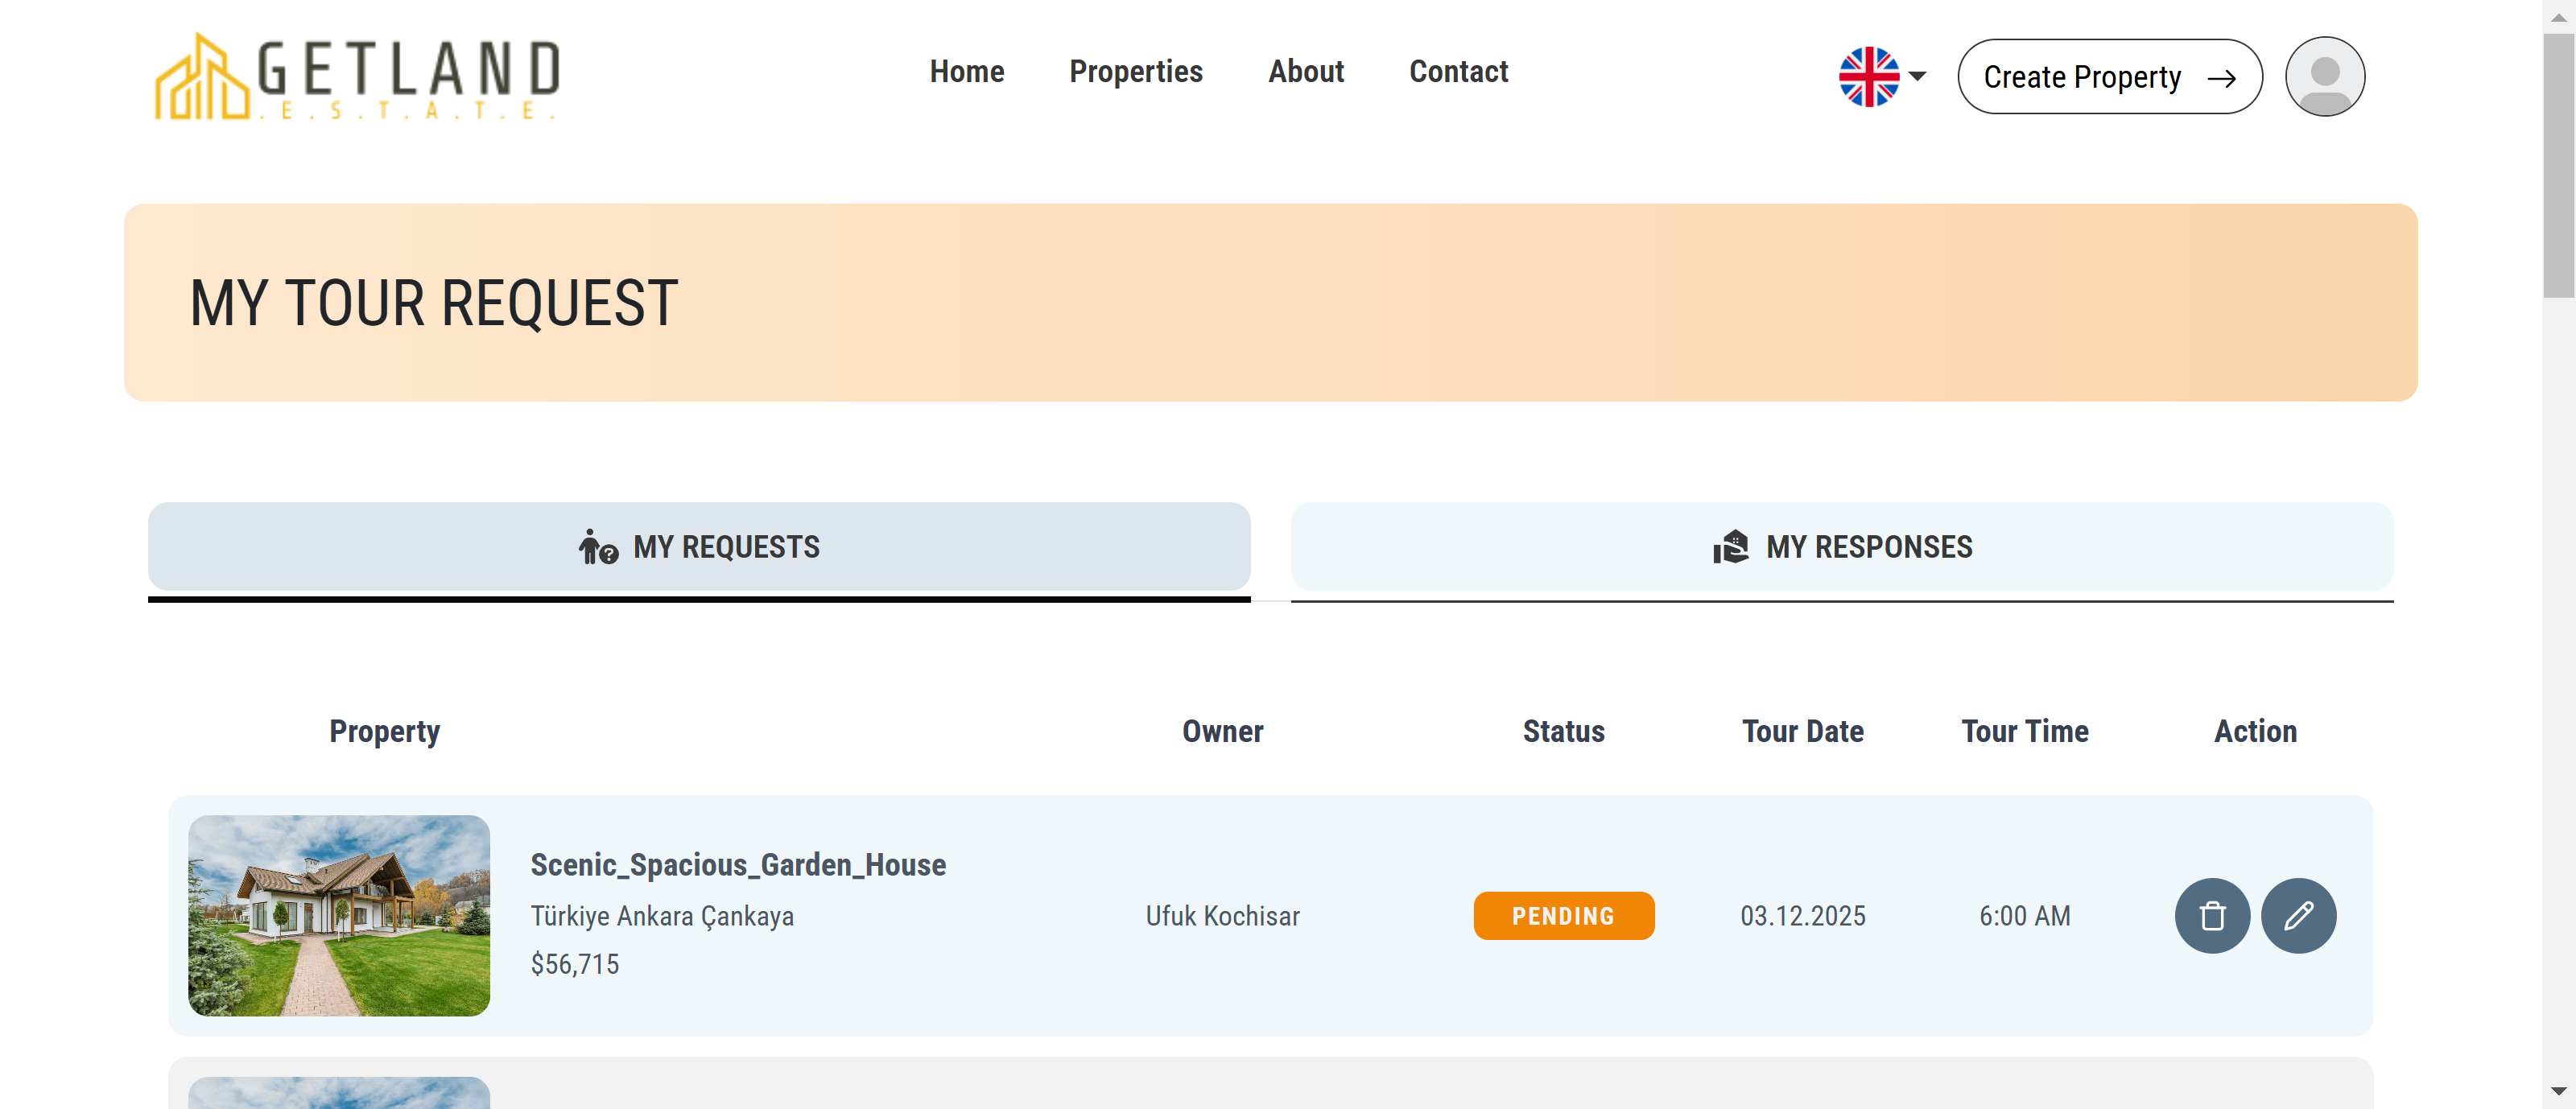 GETLAND
.E.S.T.A.T.E.
Home Properties About Contact
Create Property
MY TOUR REQUEST
MY REQUESTS
MY RESPONSES
Property Owner Status Tour Date Tour Time Action
Scenic_Spacious_Garden_House
Türkiye Ankara Çankaya
$56,715
Ufuk Kochisar
PENDING
03.12.2025
6:00 AM